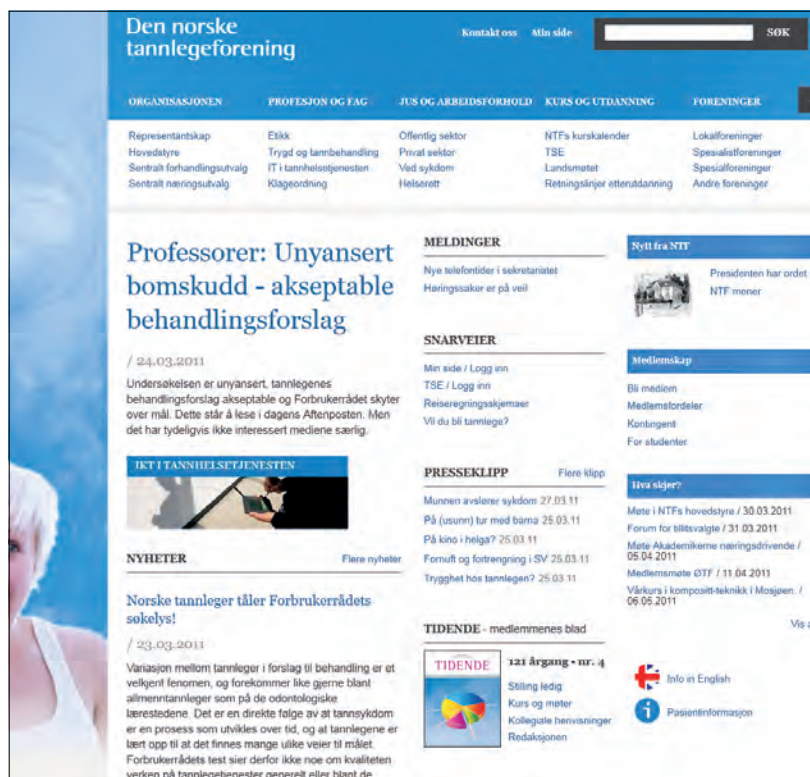 Den norske
tannlegeforening
Kontakt oss
Min side
SØK
ORGANISASJONEN
PROFESJON OG FAG
JUS OG ARBEIDSFORHOLD
KURS OG UTDANNING
FORENINGER
Representantskap
Hovedstyre
Sentralt forhandlingsutvalg
Sentralt næringsutvalg
Etikk
Trygd og tannbehandling
IT i tannhelsetjenesten
Klageordning
Offentlig sektor
Privat sektor
Ved sykdom
Helserett
NTFs kurskalender
TSE
Landsmøtet
Retningslinjer etterutdanning
Lokalforeninger
Spesialistforeninger
Spesialforeninger
Andre foreninger
Professorer: Unyansert
bomskudd - akseptable
behandlingsforslag
/ 24.03.2011
Undersøkelsen er unyansert, tannlegenes
behandlingsforslag akseptable og Forbrukerrådet skyter
over mål. Dette står å lese i dagens Aftenposten. Men
det har tydeligvis ikke interessert mediene særlig.
IKT I TANNHELSETJENESTEN
NYHETER
Flere nyheter
Norske tannleger tåler Forbrukerrådets
søkelys!
/ 23.03.2011
Variasjon mellom tannleger i forslag til behandling er et
velkjent fenomen, og forekommer like gjerne blant
allmenntannleger som på de odontologiske
lærestedene. Det er en direkte følge av at tannsykdom
er en prosess som utvikles over tid, og at tannlegene er
lært opp til at det finnes mange ulike veier til målet.
Forbrukerrådets test sier derfor ikke noe om kvaliteten
verken på tannlegetjenester generelt eller blant de
MELDINGER
Nye telefontider i sekretariatet
Høringssaker er på vei!
SNARVEIER
Min side / Logg inn
TSE / Logg inn
Reiseregningsskjemaer
Vil du bli tannlege?
PRESSEKLIPP
Flere klipp
Munnen avslører sykdom 27.03.11
På (usunn) tur med barna 25.03.11
På kino i helga? 25.03.11
Fornuft og fortrengning i SV 25.03.11
Trygghet hos tannlegen? 25.03.11
TIDENDE - medlemmenes blad
TIDENDE
121 årgang • nr. 4
Stilling ledig
Kurs og møter
Kollegiale henvisninger
Redaksjonen
Nytt fra NTF
Presidenten har ordet
NTF mener
Medlemskap
Bli medlem
Medlemsfordeler
Kontingent
For studenter
Hva skjer?
Møte i NTFs hovedstyre / 30.03.2011
Forum for tillitsvalgte / 31.03.2011
Møte Akademikerne næringsdrivende /
05.04.2011
Medlemsmøte ØTF / 11.04.2011
Vårkurs i kompositt-teknikk i Mosjøen. /
06.05.2011
Vis a
Info in English
i
Pasientinformasjon